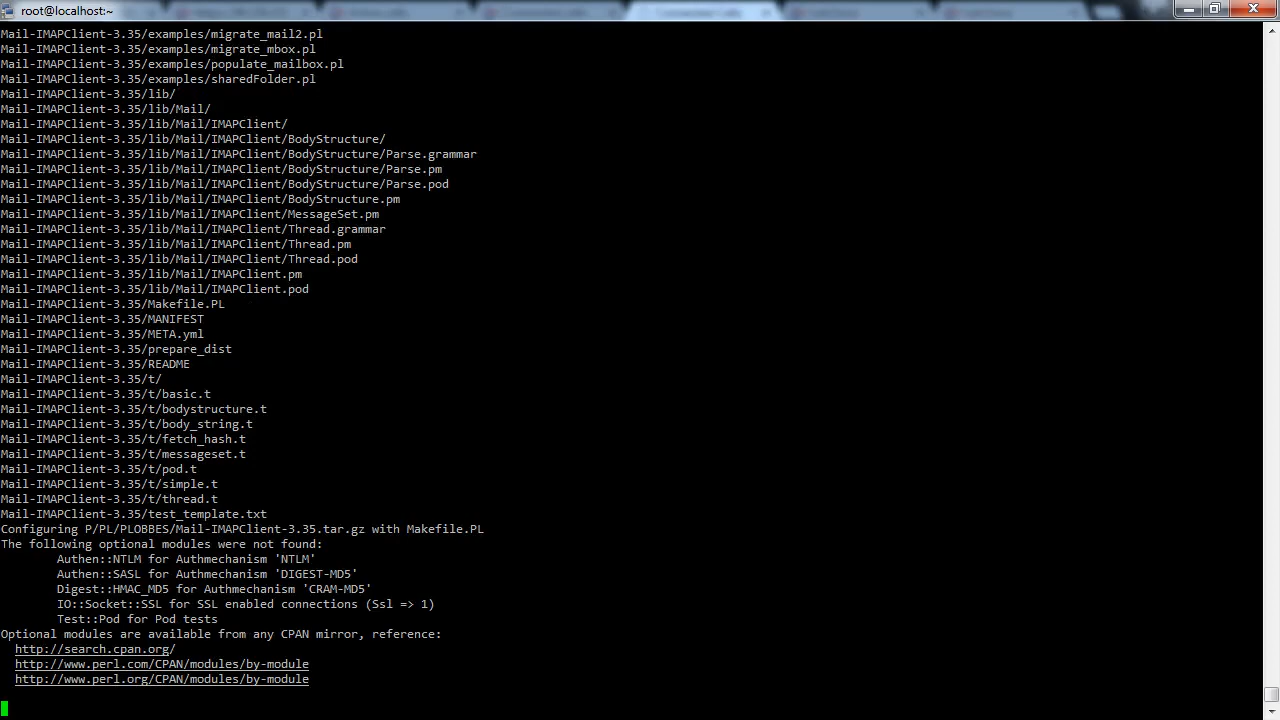 root@localhost:~
Mail-IMAPClient-3.35/examples/migrate_mail2.pl
Mail-IMAPClient-3.35/examples/migrate_mbox.pl
Mail-IMAPClient-3.35/examples/populate_mailbox.pl
Mail-IMAPClient-3.35/examples/sharedFolder.pl
Mail-IMAPClient-3.35/lib/
Mail-IMAPClient-3.35/lib/Mail/
Mail-IMAPClient-3.35/lib/Mail/IMAPClient/
Mail-IMAPClient-3.35/lib/Mail/IMAPClient/BodyStructure/
Mail-IMAPClient-3.35/lib/Mail/IMAPClient/BodyStructure/Parse.grammar
Mail-IMAPClient-3.35/lib/Mail/IMAPClient/BodyStructure/Parse.pm
Mail-IMAPClient-3.35/lib/Mail/IMAPClient/BodyStructure/Parse.pod
Mail-IMAPClient-3.35/lib/Mail/IMAPClient/BodyStructure.pm
Mail-IMAPClient-3.35/lib/Mail/IMAPClient/MessageSet.pm
Mail-IMAPClient-3.35/lib/Mail/IMAPClient/Thread.grammar
Mail-IMAPClient-3.35/lib/Mail/IMAPClient/Thread.pm
Mail-IMAPClient-3.35/lib/Mail/IMAPClient/Thread.pod
Mail-IMAPClient-3.35/lib/Mail/IMAPClient.pm
Mail-IMAPClient-3.35/lib/Mail/IMAPClient.pod
Mail-IMAPClient-3.35/Makefile.PL
Mail-IMAPClient-3.35/MANIFEST
Mail-IMAPClient-3.35/META.yml
Mail-IMAPClient-3.35/prepare_dist
Mail-IMAPClient-3.35/README
Mail-IMAPClient-3.35/t/
Mail-IMAPClient-3.35/t/basic.t
Mail-IMAPClient-3.35/t/bodystructure.t
Mail-IMAPClient-3.35/t/body_string.t
Mail-IMAPClient-3.35/t/fetch_hash.t
Mail-IMAPClient-3.35/t/messageset.t
Mail-IMAPClient-3.35/t/pod.t
Mail-IMAPClient-3.35/t/simple.t
Mail-IMAPClient-3.35/t/thread.t
Mail-IMAPClient-3.35/test_template.txt
Configuring P/PL/PLOBBES/Mail-IMAPClient-3.35.tar.gz with Makefile.PL
The following optional modules were not found:
Authen::NTLM for Authmechanism 'NTLM'
Authen::SASL for Authmechanism 'DIGEST-MD5'
Digest::HMAC_MD5 for Authmechanism 'CRAM-MD5'
IO::Socket::SSL for SSL enabled connections (Ssl => 1)
Test::Pod for Pod tests
Optional modules are available from any CPAN mirror, reference:
http://search.cpan.org/
http://www.perl.com/CPAN/modules/by-module
http://www.perl.org/CPAN/modules/by-module